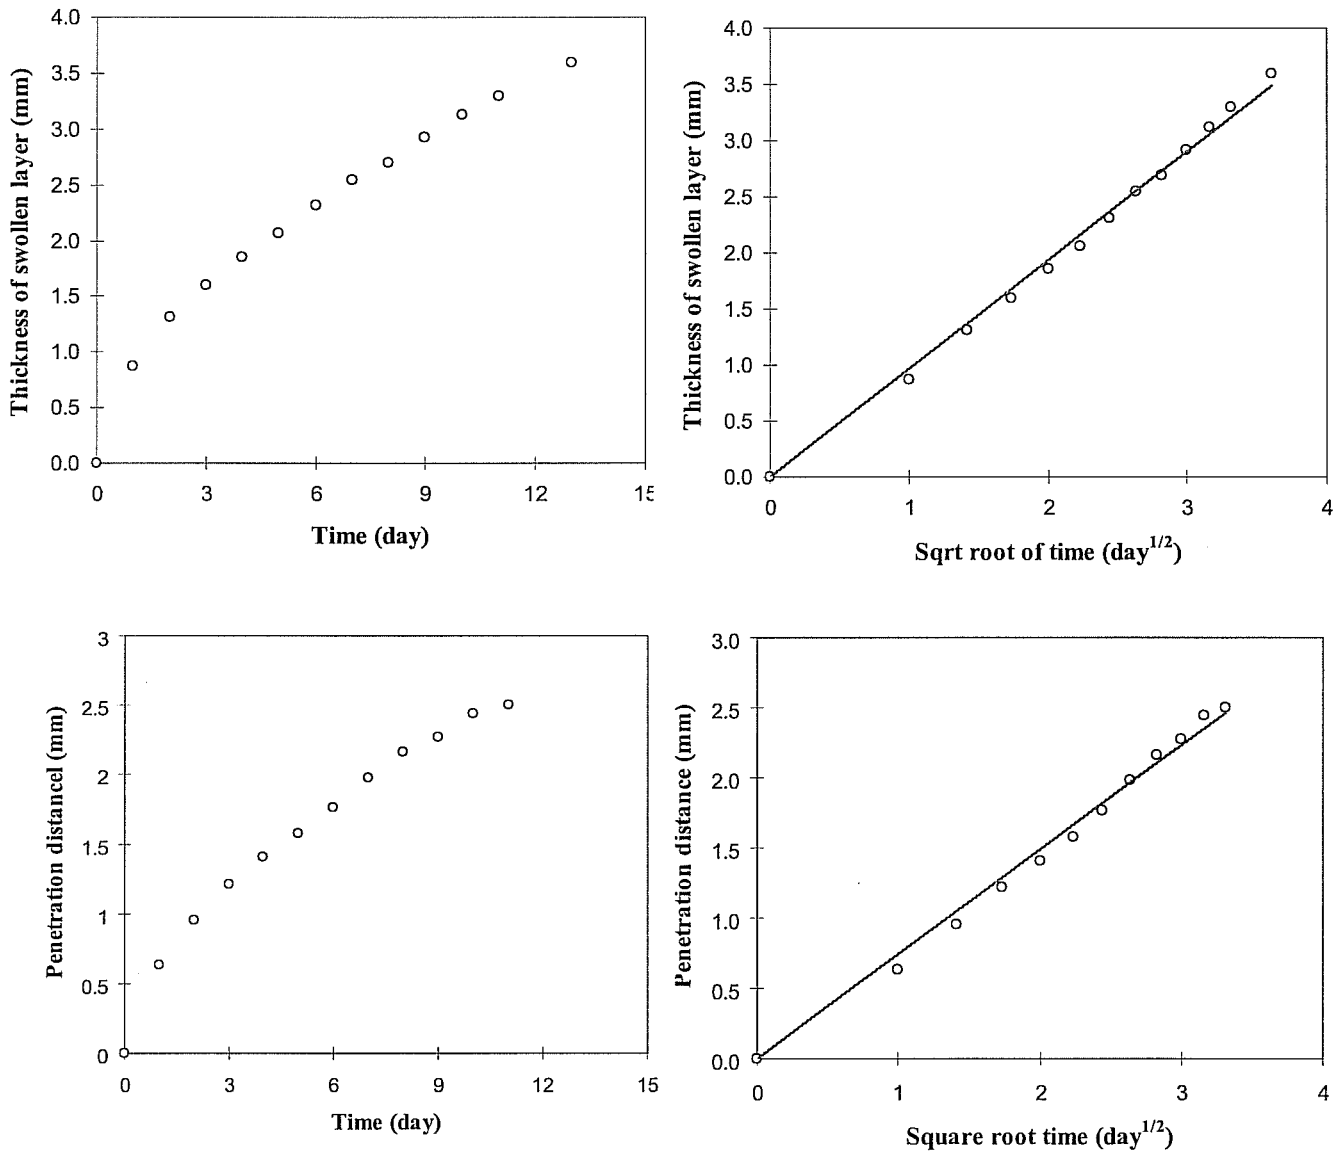 4.0
3.5
3.0
2.5
2.0
1.5
1.0
0.5
0.0
Thickness of swollen layer (mm)
0 3 6 9 12 15
Time (day)
4.0
3.5
3.0
2.5
2.0
1.5
1.0
0.5
0.0
Thickness of swollen layer (mm)
0 1 2 3 4
Sqrt root of time (day^1/2)
3
2.5
2
1.5
1
0.5
0
Penetration distancel (mm)
0 3 6 9 12 15
Time (day)
3.0
2.5
2.0
1.5
1.0
0.5
0.0
Penetration distance (mm)
0 1 2 3 4
Square root time (day^1/2)